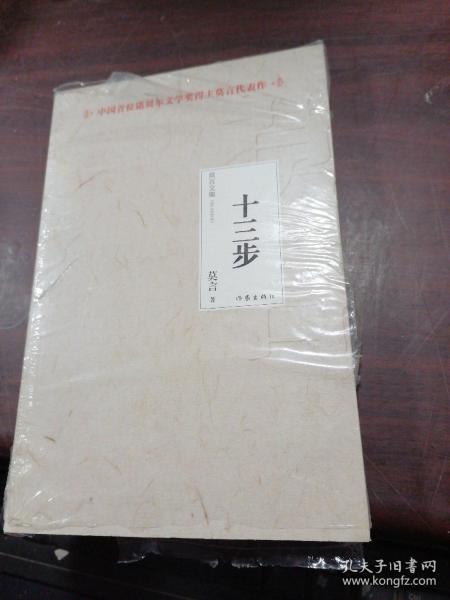 中国首位诺贝尔文学奖得主莫言代表作
莫言文集
十三步
莫言 著
作家出版社
孔夫子旧书网
www.kongfz.com